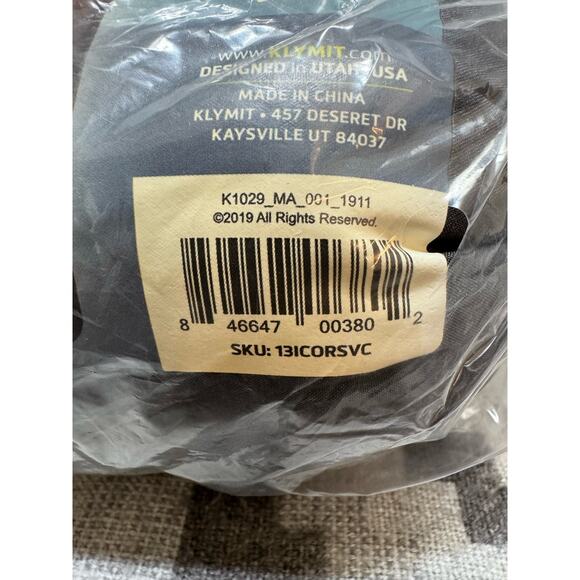 www.KLYMIT.com
DESIGNED in UTAH, USA
MADE IN CHINA
KLYMIT • 457 DESERET DR
KAYSVILLE UT 84037
K1029_MA_001_1911
©2019 All Rights Reserved.
8 46647 00380 2
SKU: 13ICORSVC